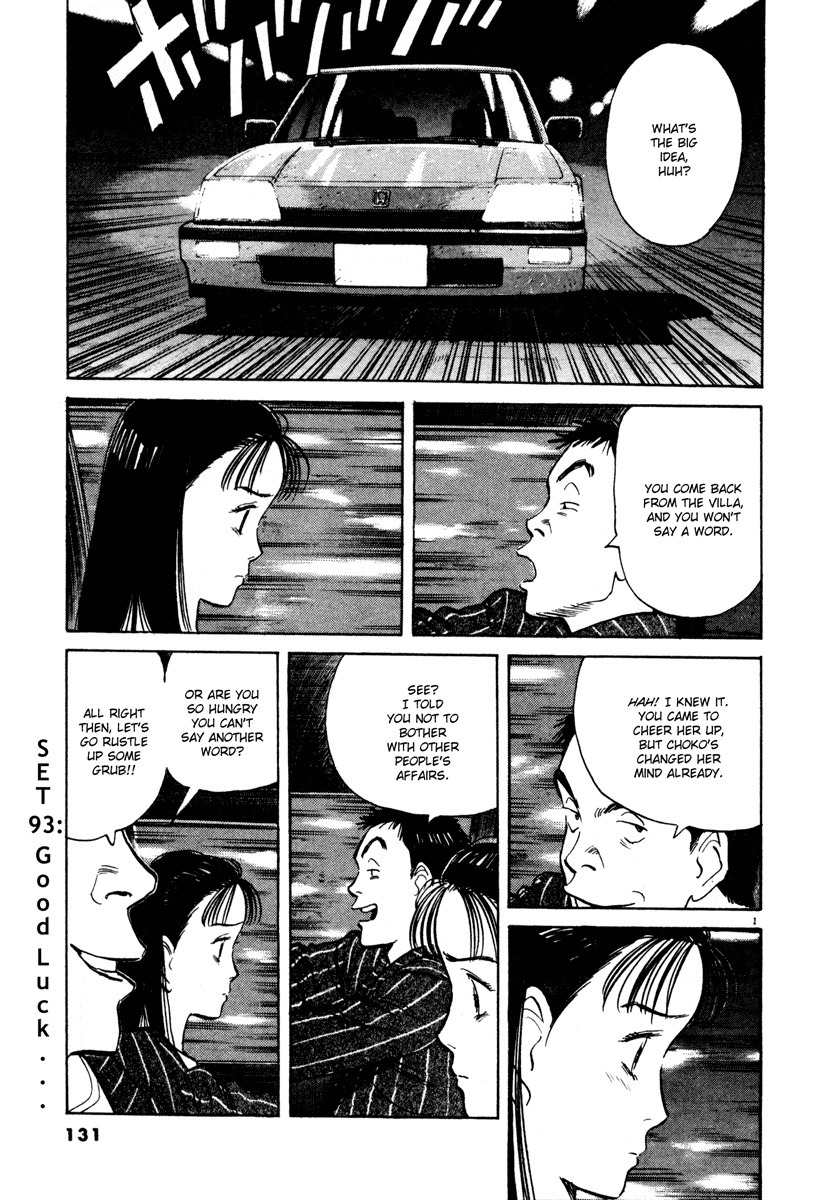 WHAT'S
THE BIG
IDEA,
HUH?
YOU COME BACK
FROM THE VILLA,
AND YOU WON'T
SAY A WORD.
HAH! I KNEW IT.
YOU CAME TO
CHEER HER UP,
BUT CHOKO'S
CHANGED HER
MIND ALREADY.
1
SEE?
I TOLD
YOU NOT TO
BOTHER
WITH OTHER
PEOPLE'S
AFFAIRS.
OR ARE YOU
SO HUNGRY
YOU CAN'T
SAY ANOTHER
WORD?
ALL RIGHT
THEN, LET'S
GO RUSTLE
UP SOME
GRUB!!
SET 93: Good Luck...
131